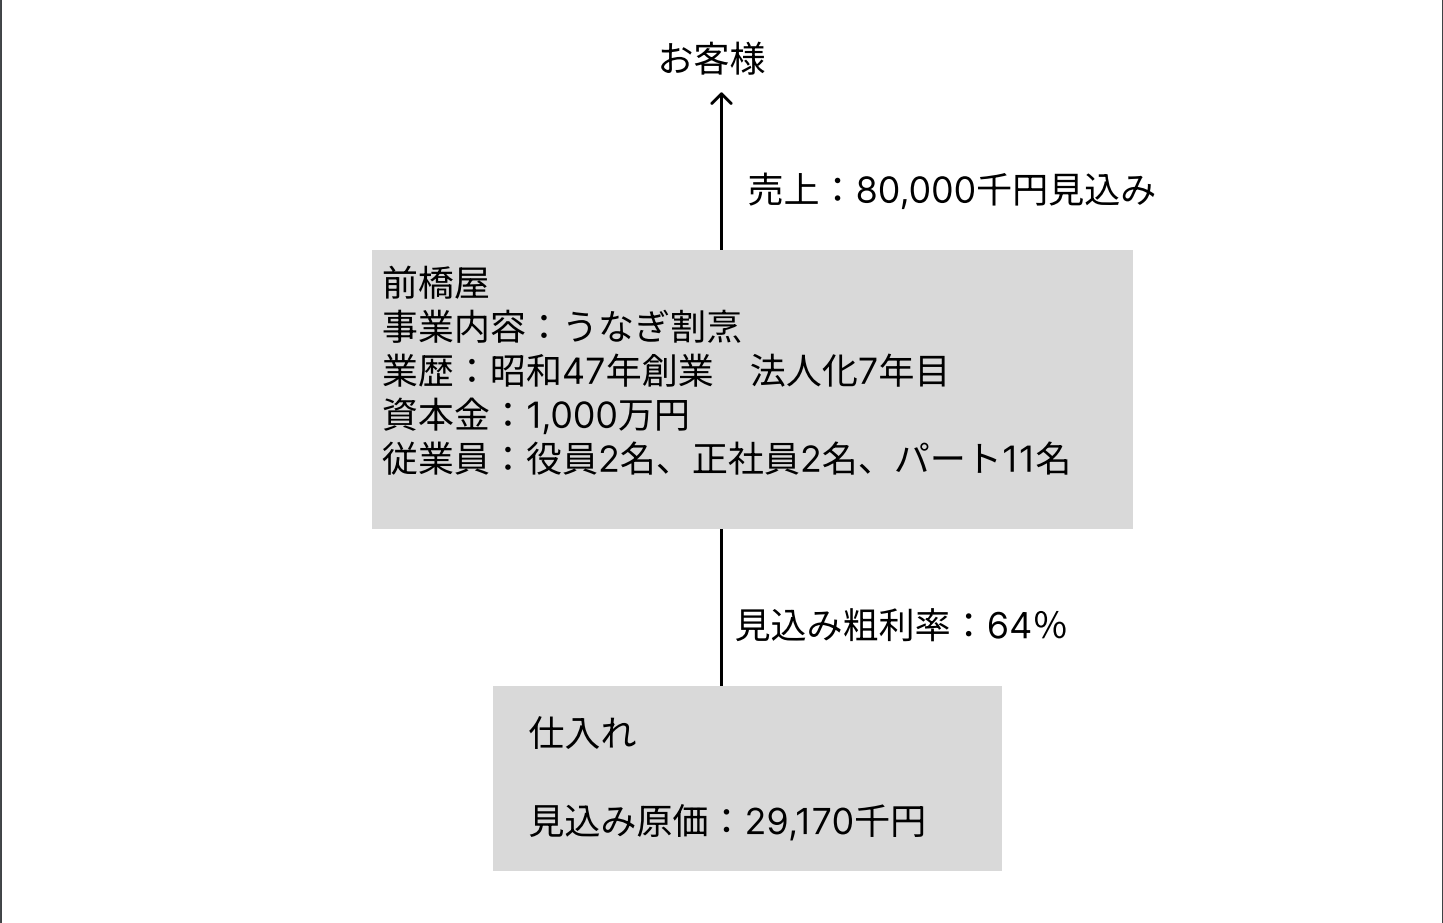 お客様
売上：80,000千円見込み
前橋屋
事業内容：うなぎ割烹
業歴：昭和47年創業　法人化7年目
資本金：1,000万円
従業員：役員2名、正社員2名、パート11名
見込み粗利率：64%
仕入れ
見込み原価：29,170千円